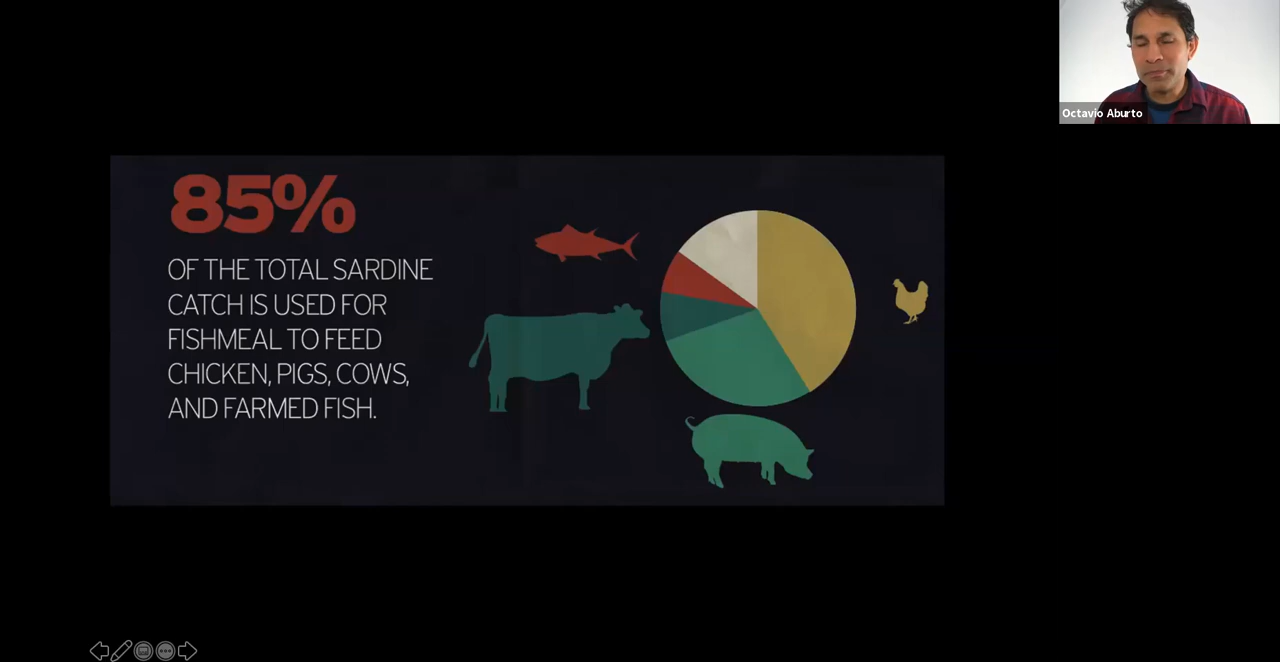 Octavio Aburto
85%
OF THE TOTAL SARDINE
CATCH IS USED FOR
FISHMEAL TO FEED
CHICKEN, PIGS, COWS,
AND FARMED FISH.